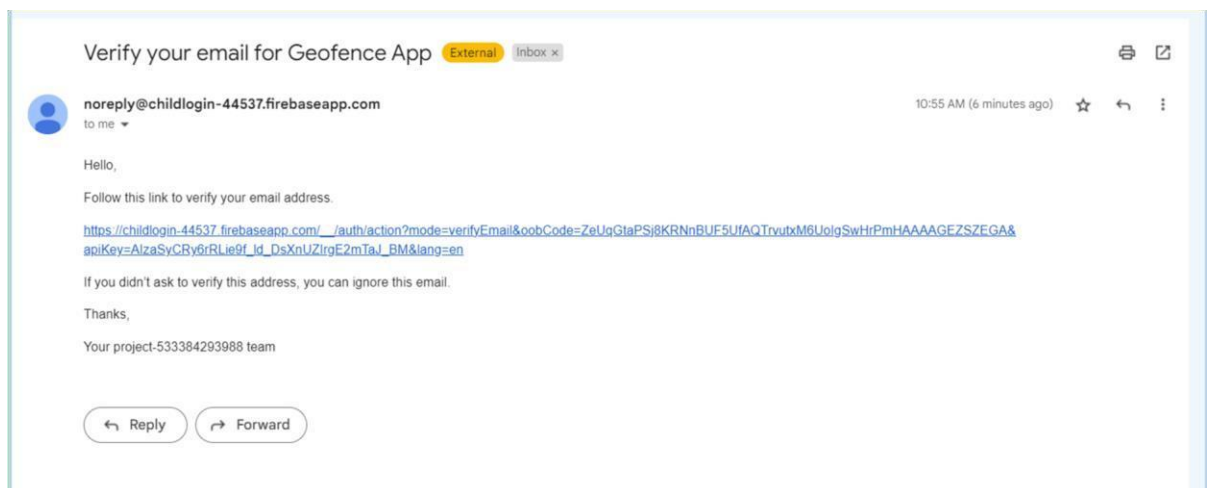 Verify your email for Geofence App External Inbox ×
noreply@childlogin-44537.firebaseapp.com 10:55 AM (6 minutes ago)
to me
Hello,
Follow this link to verify your email address.
https://childlogin-44537.firebaseapp.com/__/auth/action?mode=verifyEmail&oobCode=ZeUqGtaPSj8KRNnBUF5UfAQTrvutxM6UolgSwHrPmHAAAAGEZSZEGA&
apiKey=AIzaSyCRy6rRLie9f_Id_DsXnUZIrgE2mTaJ_BM&lang=en
If you didn't ask to verify this address, you can ignore this email.
Thanks,
Your project-533384293988 team
Reply Forward